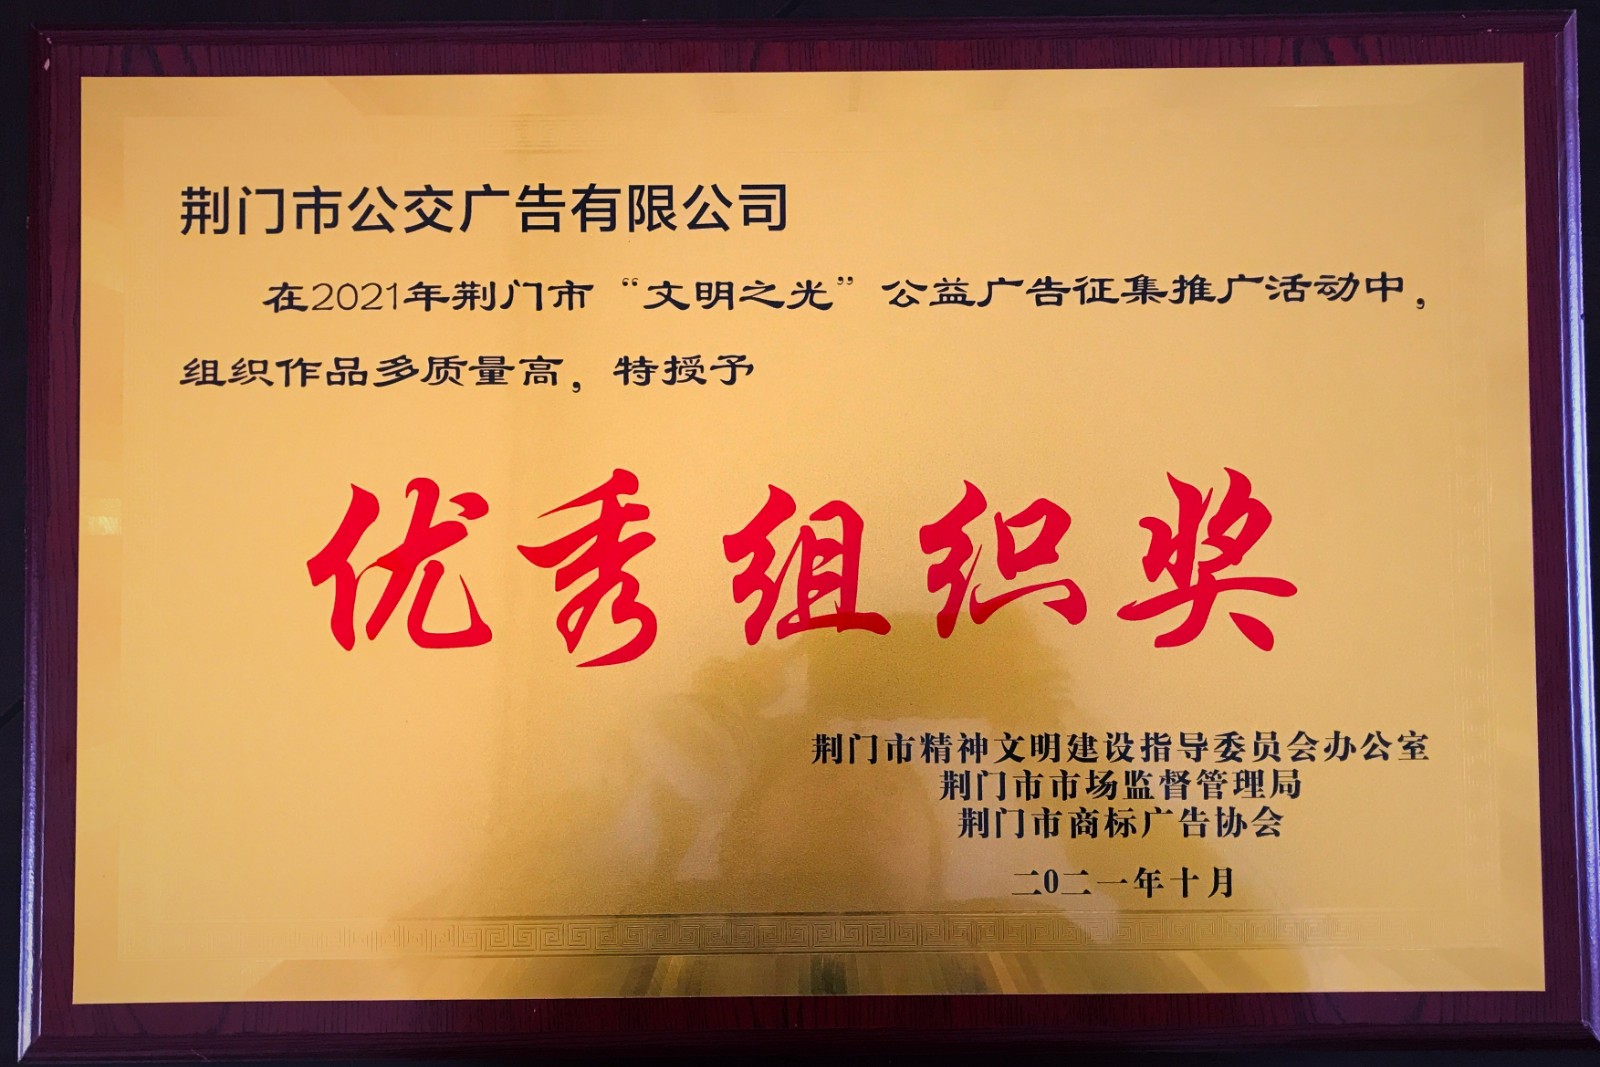 荆门市公交广告有限公司
在2021年荆门市“文明之光”公益广告征集推广活动中，
组织作品多质量高，特授予
优秀组织奖
荆门市精神文明建设指导委员会办公室
荆门市市场监督管理局
荆门市商标广告协会
二0二一年十月